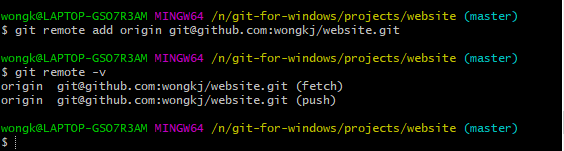 wongk@LAPTOP-GSO7R3AM MINGW64 /n/git-for-windows/projects/website (master)
$ git remote add origin git@github.com:wongkj/website.git
wongk@LAPTOP-GSO7R3AM MINGW64 /n/git-for-windows/projects/website (master)
$ git remote -v
origin  git@github.com:wongkj/website.git (fetch)
origin  git@github.com:wongkj/website.git (push)
wongk@LAPTOP-GSO7R3AM MINGW64 /n/git-for-windows/projects/website (master)
$